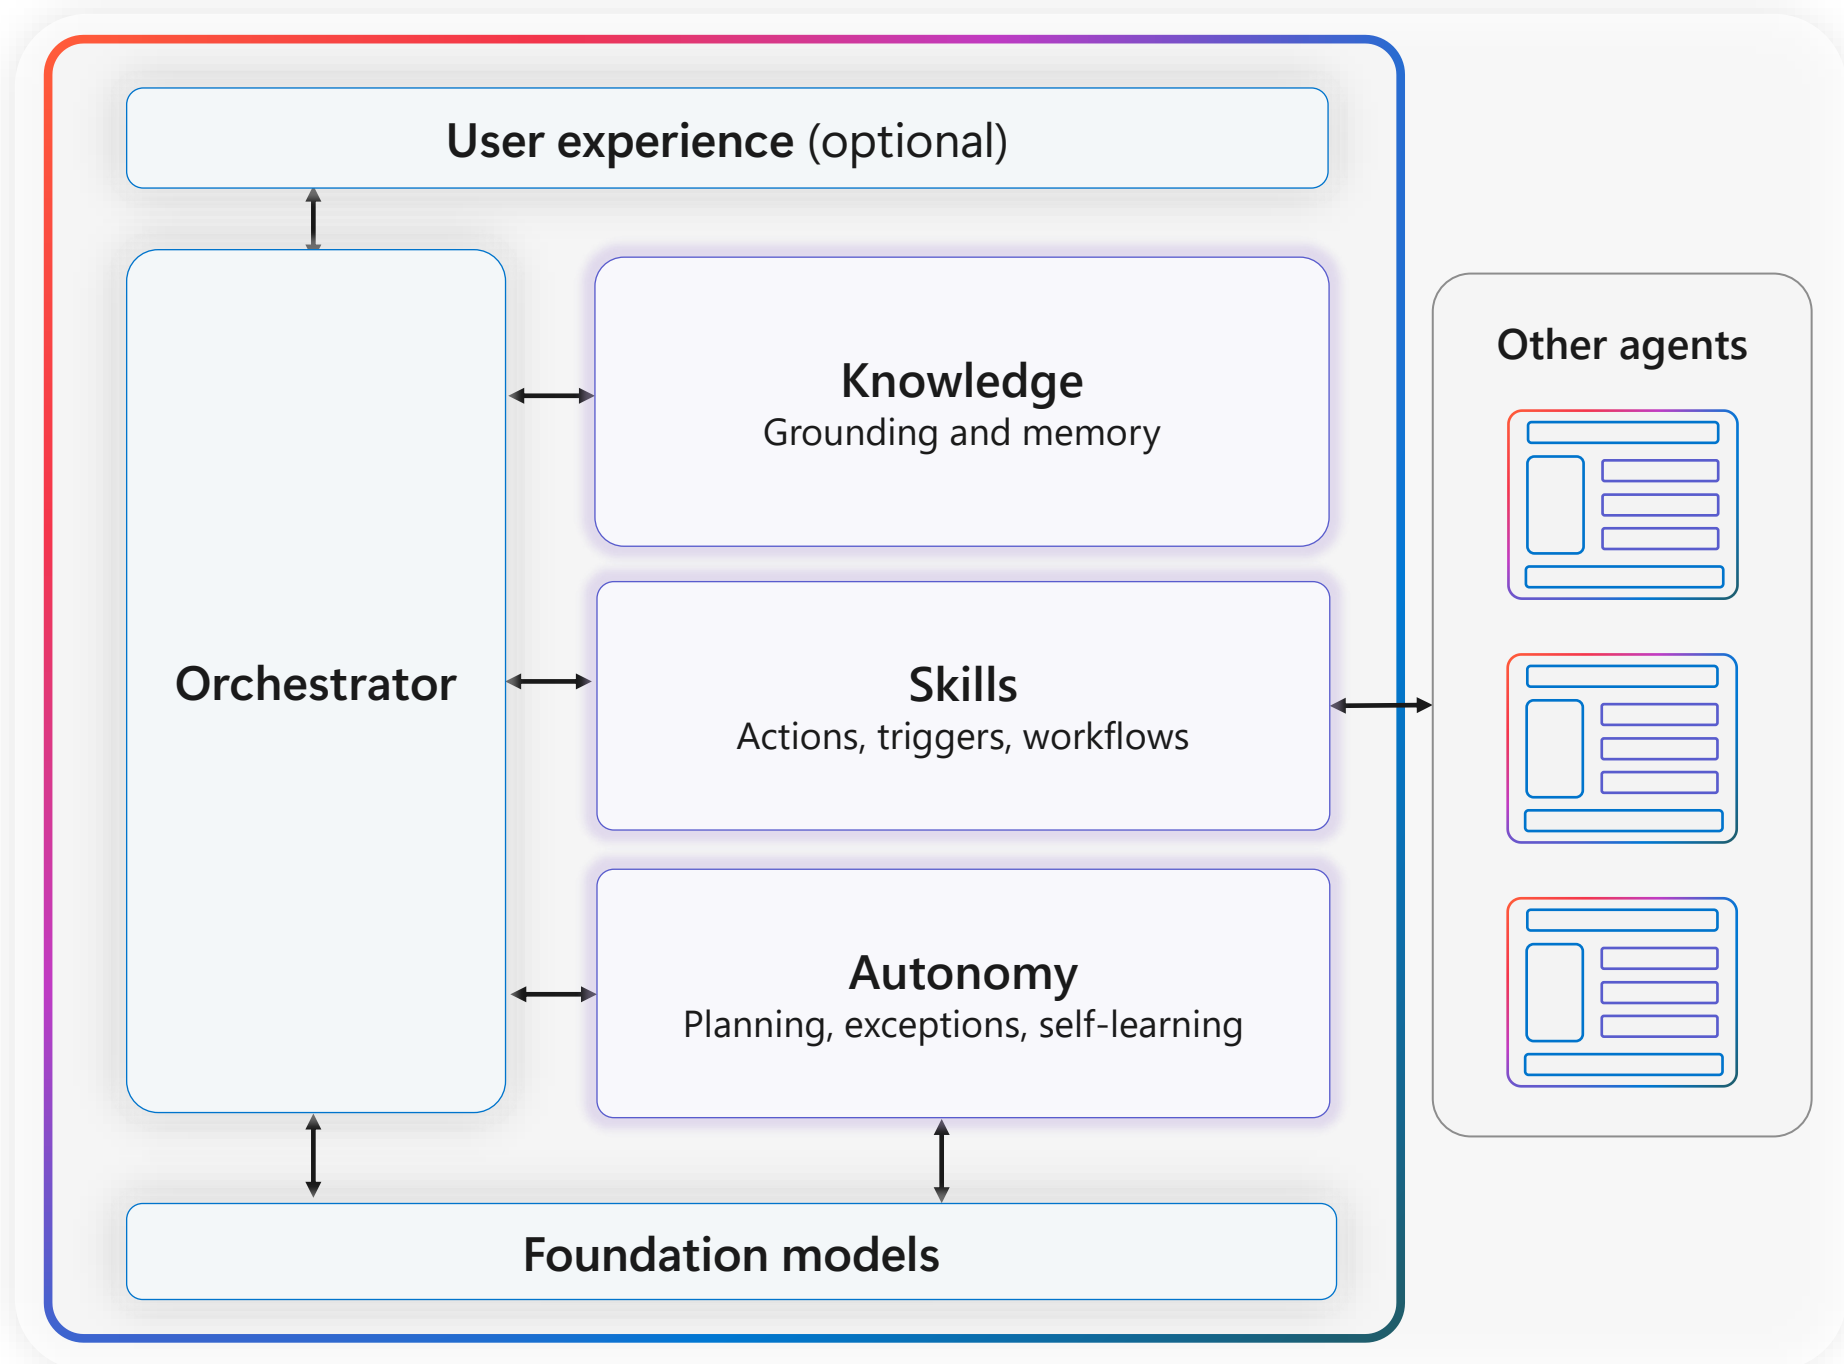 User experience (optional)
Orchestrator
Knowledge
Grounding and memory
Skills
Actions, triggers, workflows
Autonomy
Planning, exceptions, self-learning
Foundation models
Other agents